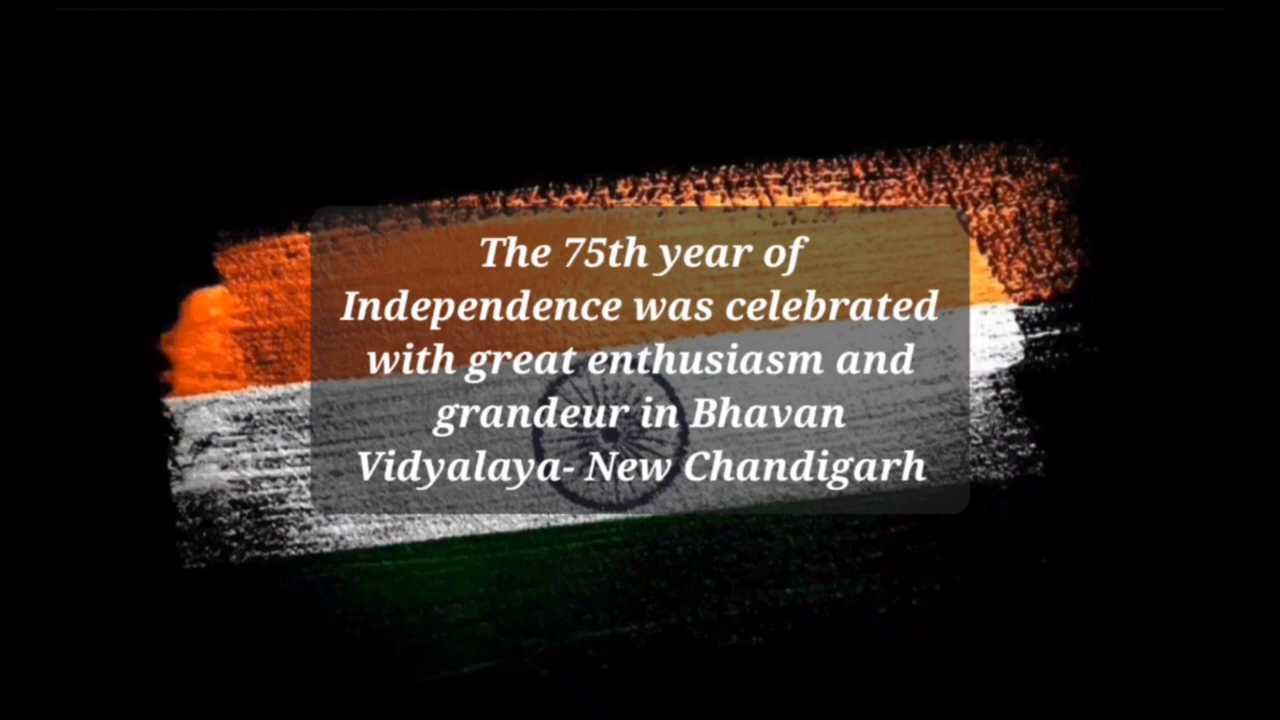 The 75th year of
Independence was celebrated
with great enthusiasm and
grandeur in Bhavan
Vidyalaya- New Chandigarh